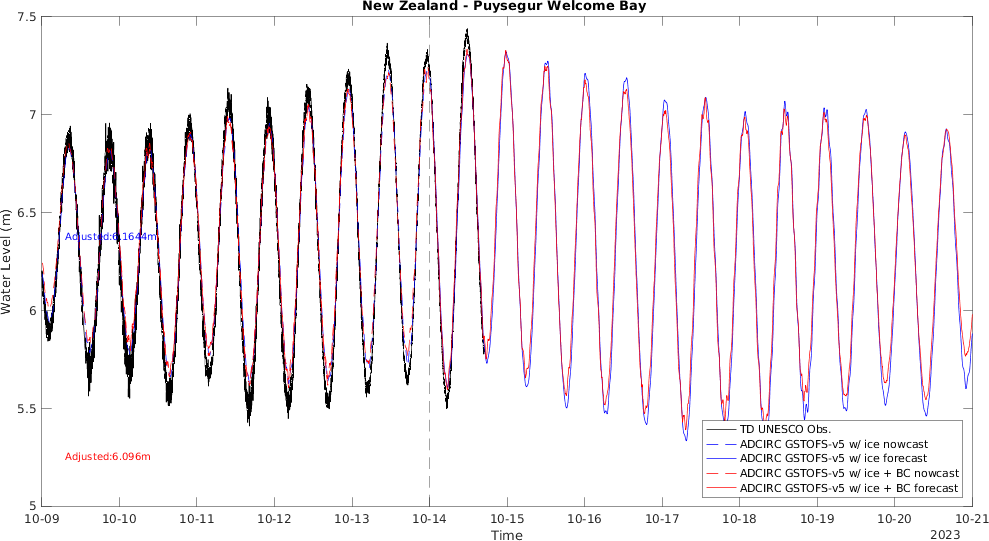 New Zealand - Puysegur Welcome Bay
7.5
7
6.5
6
5.5
5
Water Level (m)
Adjusted:6.1644m
Adjusted:6.096m
TD UNESCO Obs.
ADCIRC GSTOFS-v5 w/ ice nowcast
ADCIRC GSTOFS-v5 w/ ice forecast
ADCIRC GSTOFS-v5 w/ ice + BC nowcast
ADCIRC GSTOFS-v5 w/ ice + BC forecast
10-09 10-10 10-11 10-12 10-13 10-14 10-15 10-16 10-17 10-18 10-19 10-20 10-21
Time
2023